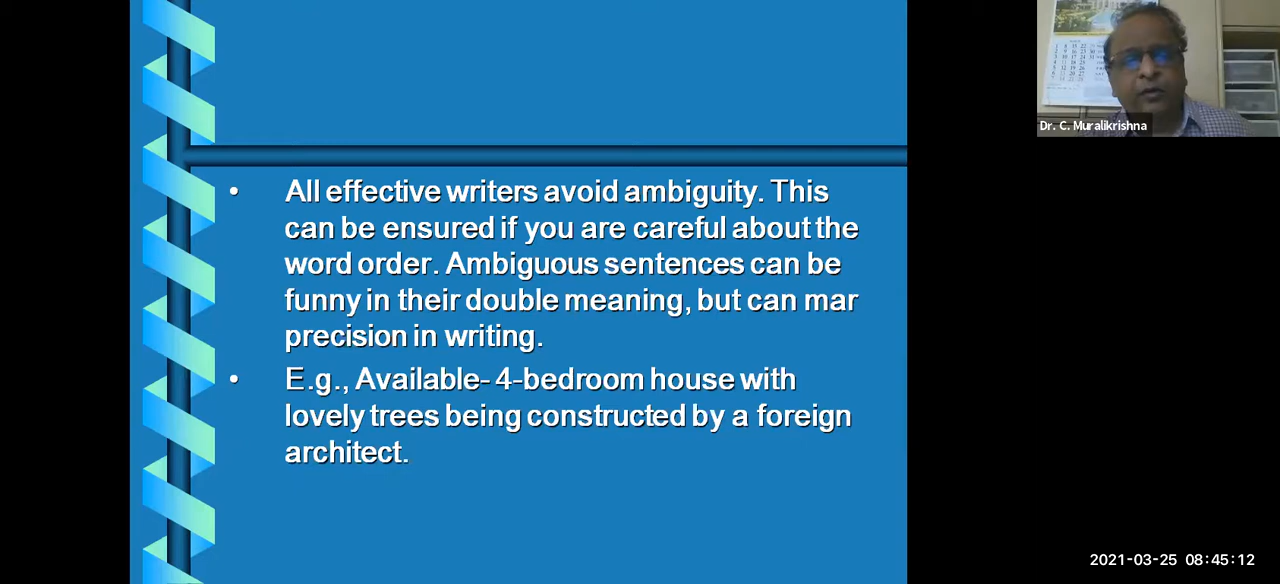 • All effective writers avoid ambiguity. This
can be ensured if you are careful about the
word order. Ambiguous sentences can be
funny in their double meaning, but can mar
precision in writing.
• E.g., Available- 4-bedroom house with
lovely trees being constructed by a foreign
architect.
Dr. C. Muralikrishna
2021-03-25 08:45:12